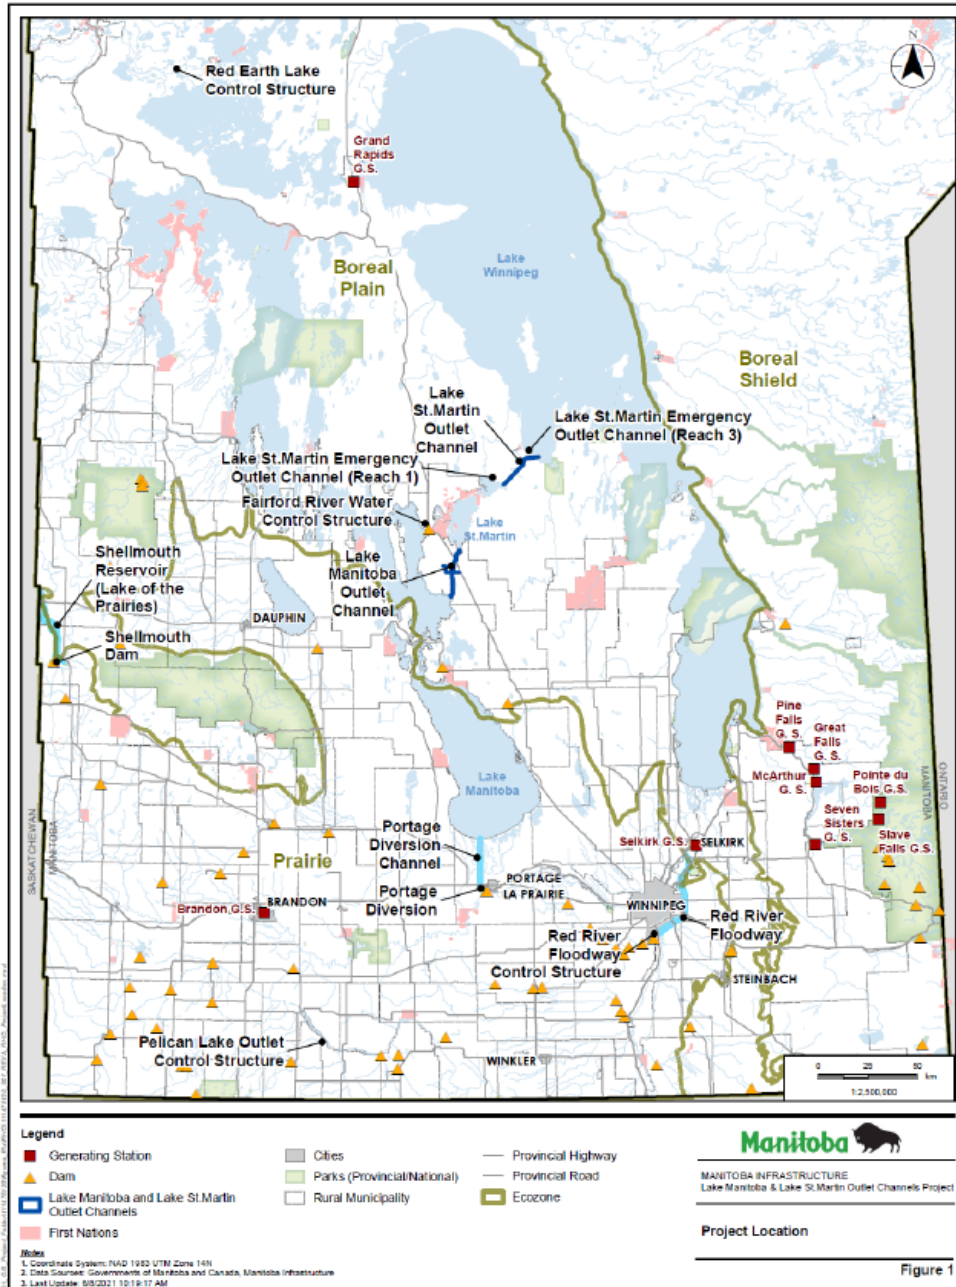 N
Red Earth Lake
Control Structure
Grand
Rapids
G.S.
Lake
Winnipeg
Boreal
Plain
Boreal
Shield
Lake
St.Martin
Outlet
Channel
Lake St.Martin Emergency
Outlet Channel (Reach 3)
Lake St.Martin Emergency
Outlet Channel (Reach 1)
Fairford River Water
Control Structure
Lake
St.Martin
Lake
Manitoba
Outlet
Channel
Shellmouth
Reservoir
(Lake of the
Prairies)
DAUPHIN
Shellmouth
Dam
Pine
Falls
G. S.
Great
Falls
G. S.
McArthur
G. S.
Pointe du
Bois G.S.
Seven
Sisters
G. S.
Slave
Falls G.S.
MANITOBA
ONTARIO
Lake
Manitoba
SASKATCHEWAN
MANITOBA
Portage
Diversion
Channel
Selkirk G.S.
SELKIRK
Prairie
Portage
Diversion
PORTAGE
LA PRAIRIE
Brandon G.S.
BRANDON
WINNIPEG
Red River
Floodway
Red River
Floodway
Control Structure
STEINBACH
Pelican Lake Outlet
Control Structure
WINKLER
0 25 50
km
1:2,500,000
Legend
Generating Station
Dam
Lake Manitoba and Lake St.Martin
Outlet Channels
First Nations
Cities
Parks (Provincial/National)
Rural Municipality
Provincial Highway
Provincial Road
Ecozone
Manitoba
MANITOBA INFRASTRUCTURE
Lake Manitoba & Lake St.Martin Outlet Channels Project
Project Location
Notes
1. Coordinate System: NAD 1983 UTM Zone 14N
2. Data Sources: Governments of Manitoba and Canada, Manitoba Infrastructure
3. Last Update: 6/8/2021 10:19:17 AM
Figure 1